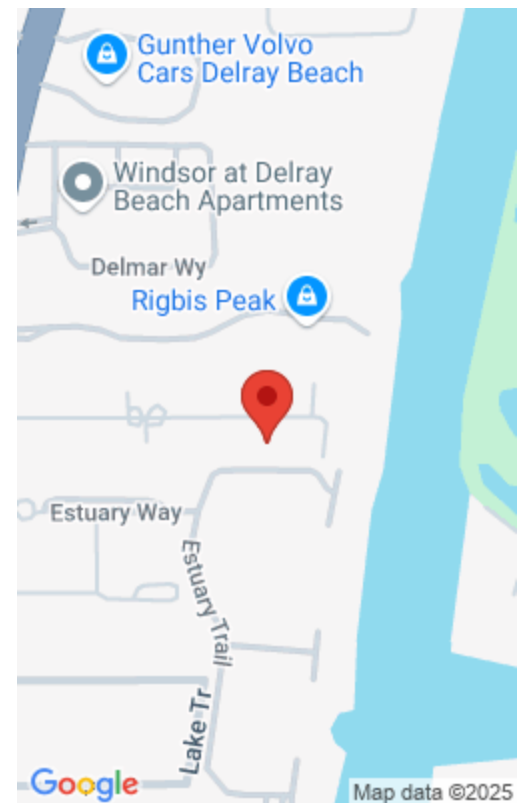 Gunther Volvo
Cars Delray Beach
Windsor at Delray
Beach Apartments
Delmar Wy
Rigbis Peak
Estuary Way
Estuary Trail
Lake Tr
Google
Map data ©2025